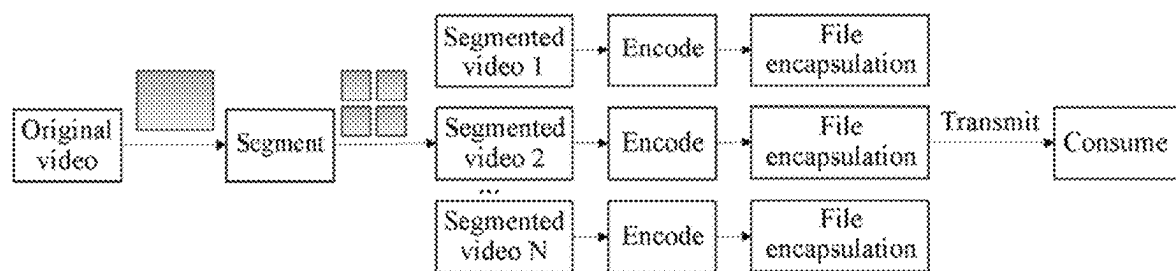 Original
video
Segment
Segmented
video 1
Encode
File
encapsulation
Segmented
video 2
Encode
File
encapsulation
Transmit
Consume
...
Segmented
video N
Encode
File
encapsulation